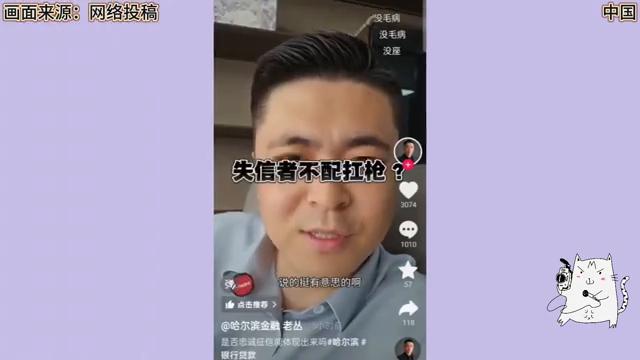 画面来源：网络投稿
中国
没毛病
没毛病
没座
失信者不配扛枪？
3074
1010
57
118
说的挺有意思的啊
点击推荐
@哈尔滨金融 老丛
是否忠诚征信间体现出来吗#哈尔滨 #
银行贷款